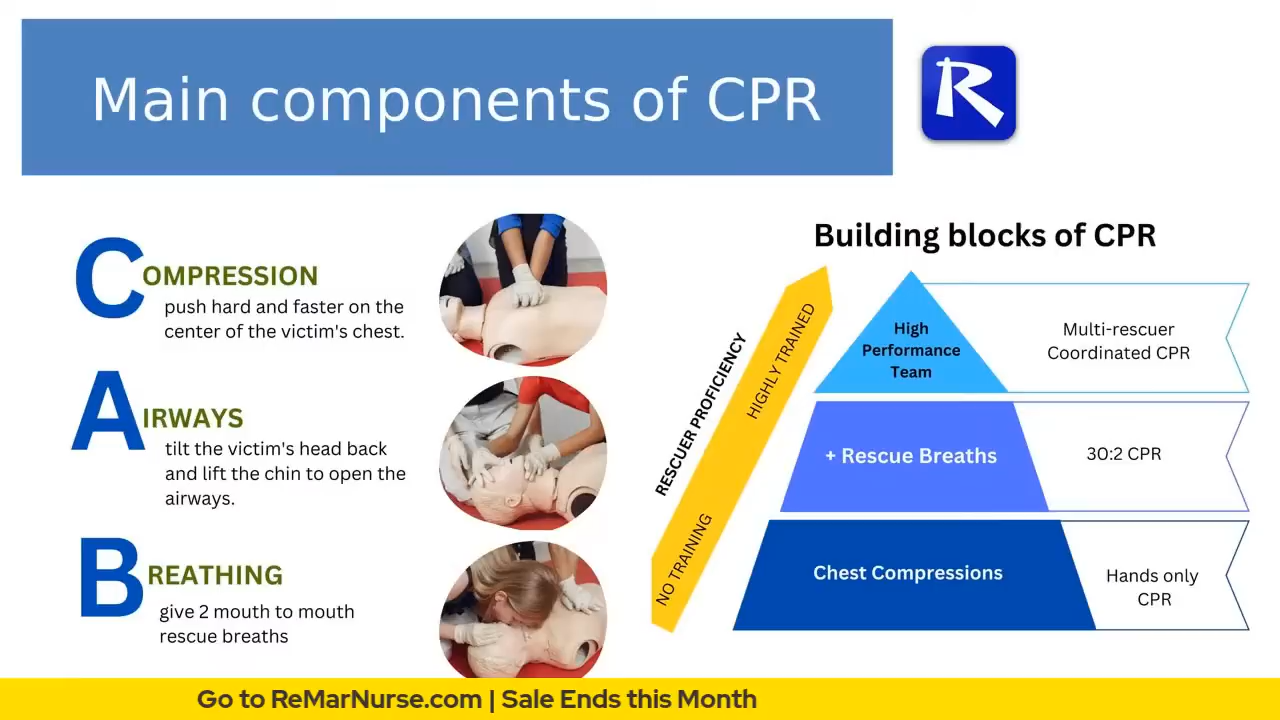 Main components of CPR
R
COMPRESSION
push hard and faster on the
center of the victim's chest.
AIRWAYS
tilt the victim's head back
and lift the chin to open the
airways.
BREATHING
give 2 mouth to mouth
rescue breaths
Building blocks of CPR
RESCUER PROFICIENCY
HIGHLY TRAINED
NO TRAINING
High
Performance
Team
Multi-rescuer
Coordinated CPR
+ Rescue Breaths
30:2 CPR
Chest Compressions
Hands only
CPR
Go to ReMarNurse.com | Sale Ends this Month